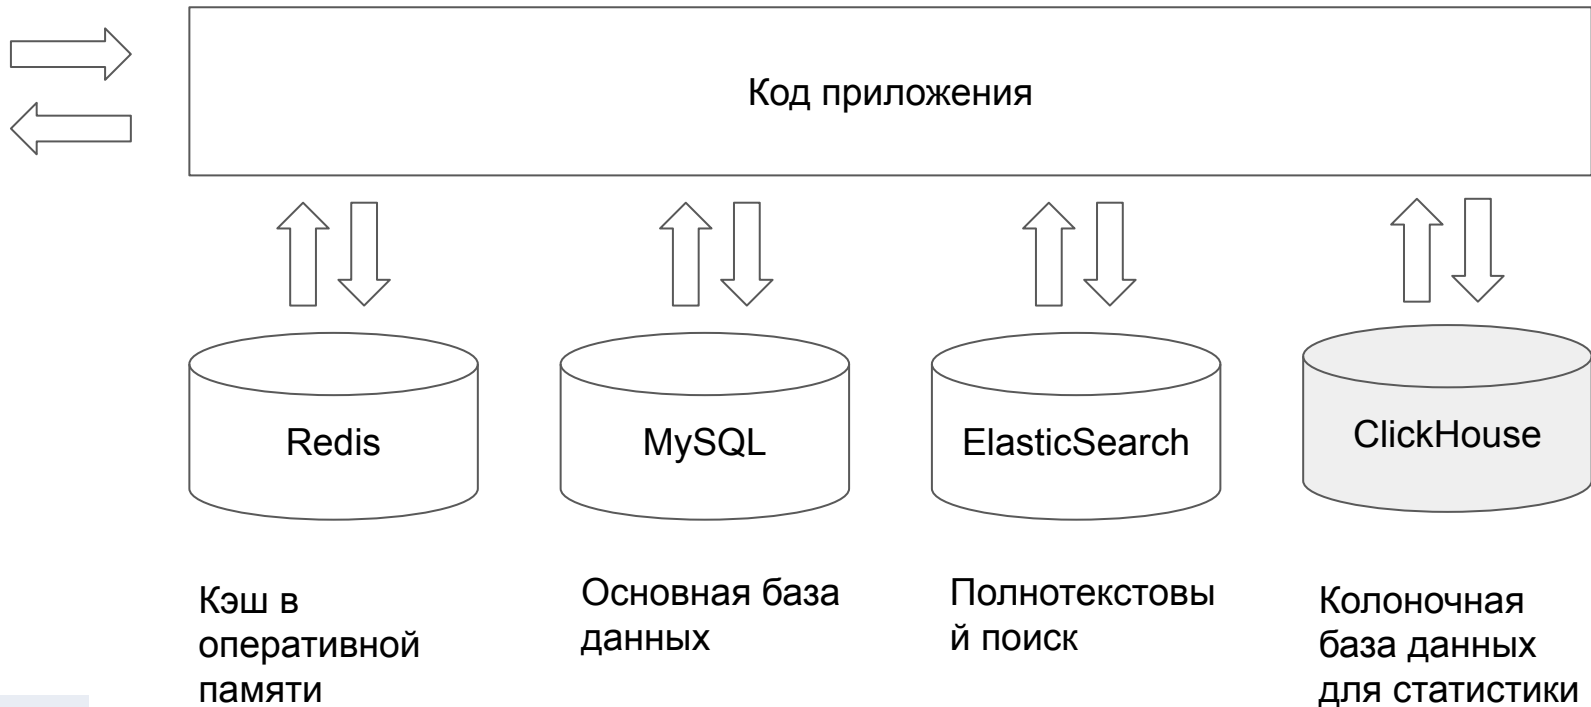 Код приложения
Redis
MySQL
ElasticSearch
ClickHouse
Кэш в
оперативной
памяти
Основная база
данных
Полнотекстовы
й поиск
Колоночная
база данных
для статистики